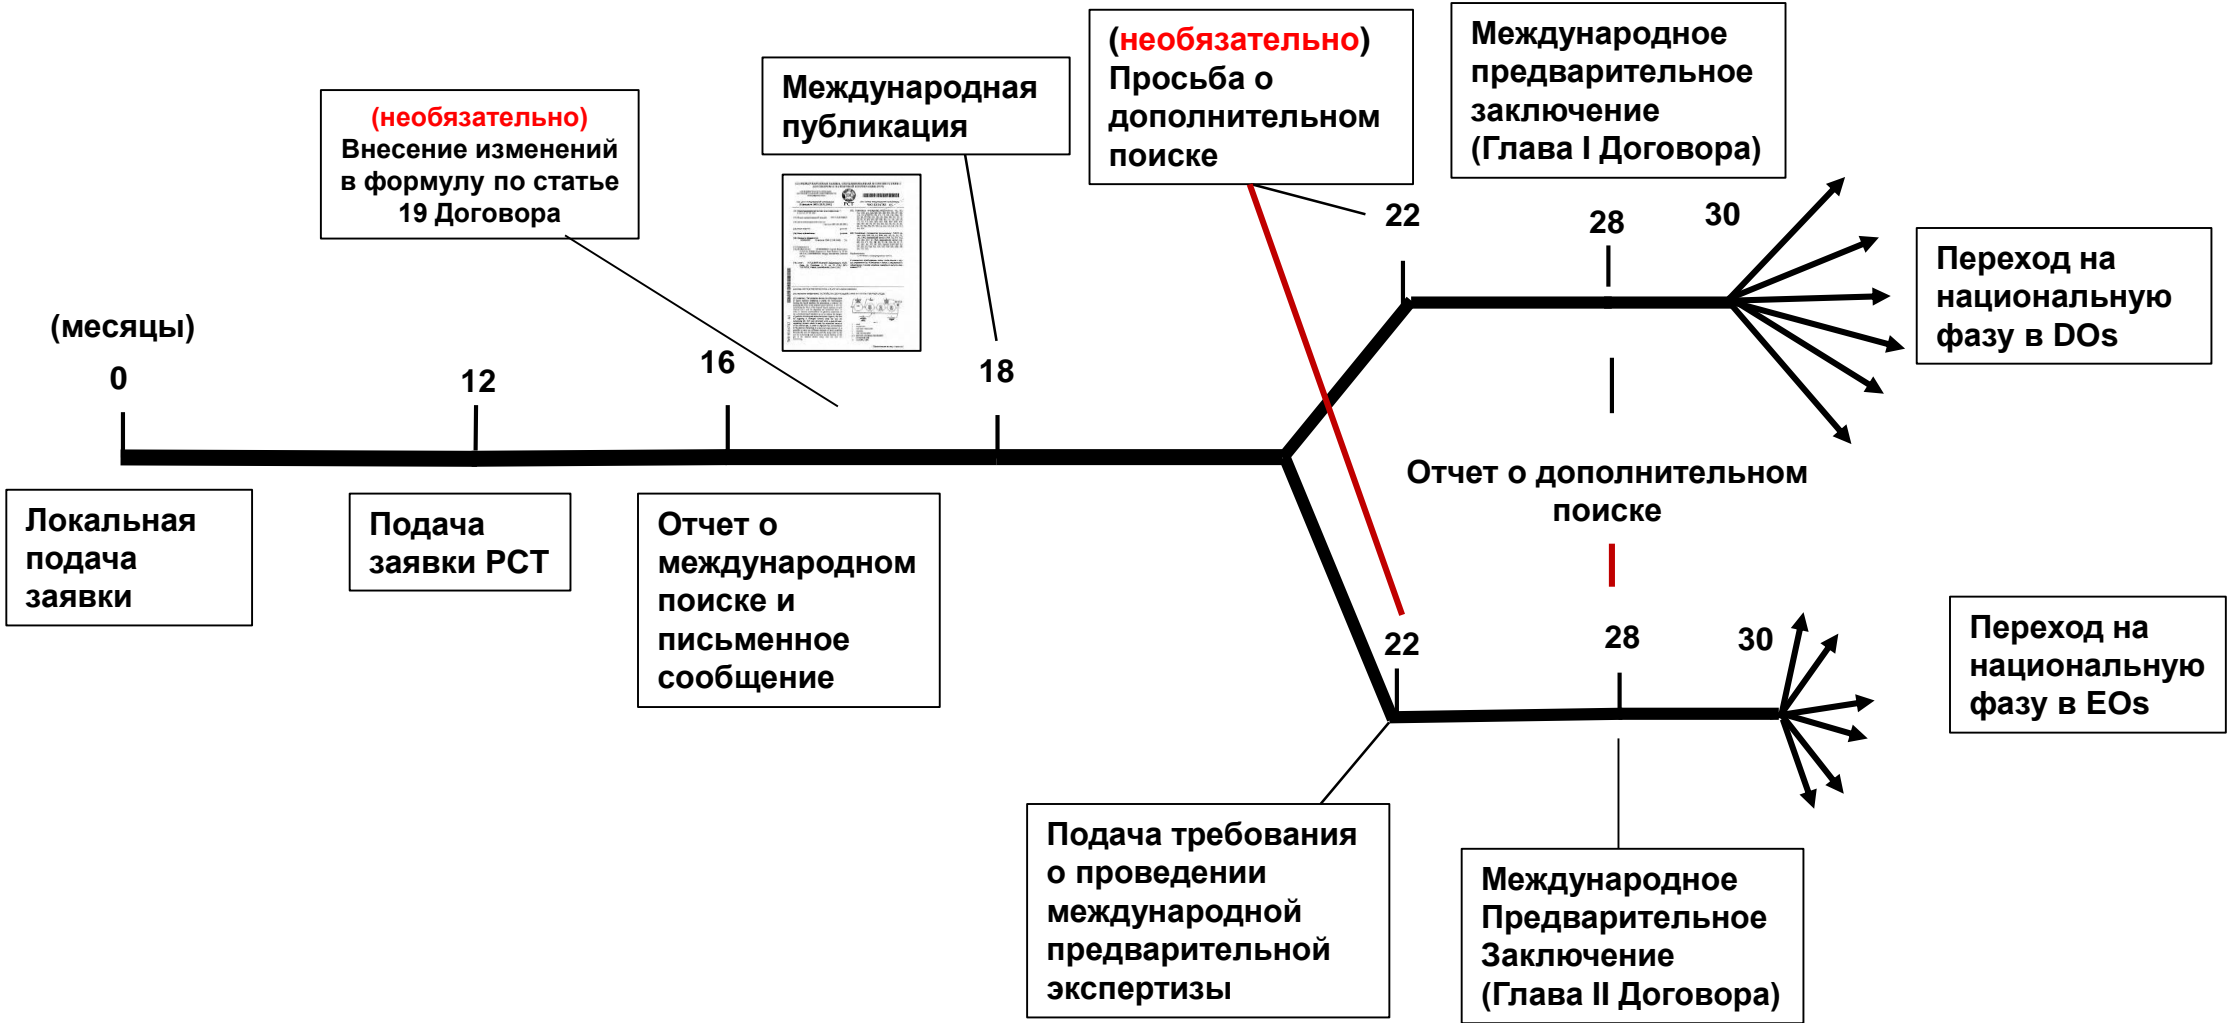 (необязательно)
Просьба о
дополнительном
поиске
Международное
предварительное
заключение
(Глава I Договора)
Международная
публикация
(необязательно)
Внесение изменений
в формулу по статье
19 Договора
PCT
22
28
30
Переход на
национальную
фазу в DOs
(месяцы)
0
12
16
18
Отчет о дополнительном
поиске
Локальная
подача
заявки
Подача
заявки PCT
Отчет о
международном
поиске и
письменное
сообщение
22
28
30
Переход на
национальную
фазу в EOs
Подача требования
о проведении
международной
предварительной
экспертизы
Международное
Предварительное
Заключение
(Глава II Договора)